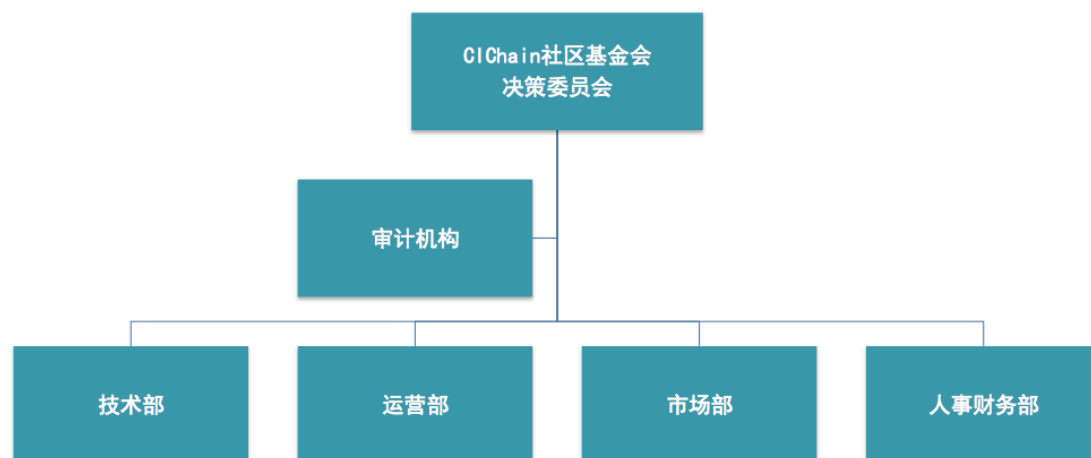 CIChain社区基金会
决策委员会
审计机构
技术部
运营部
市场部
人事财务部